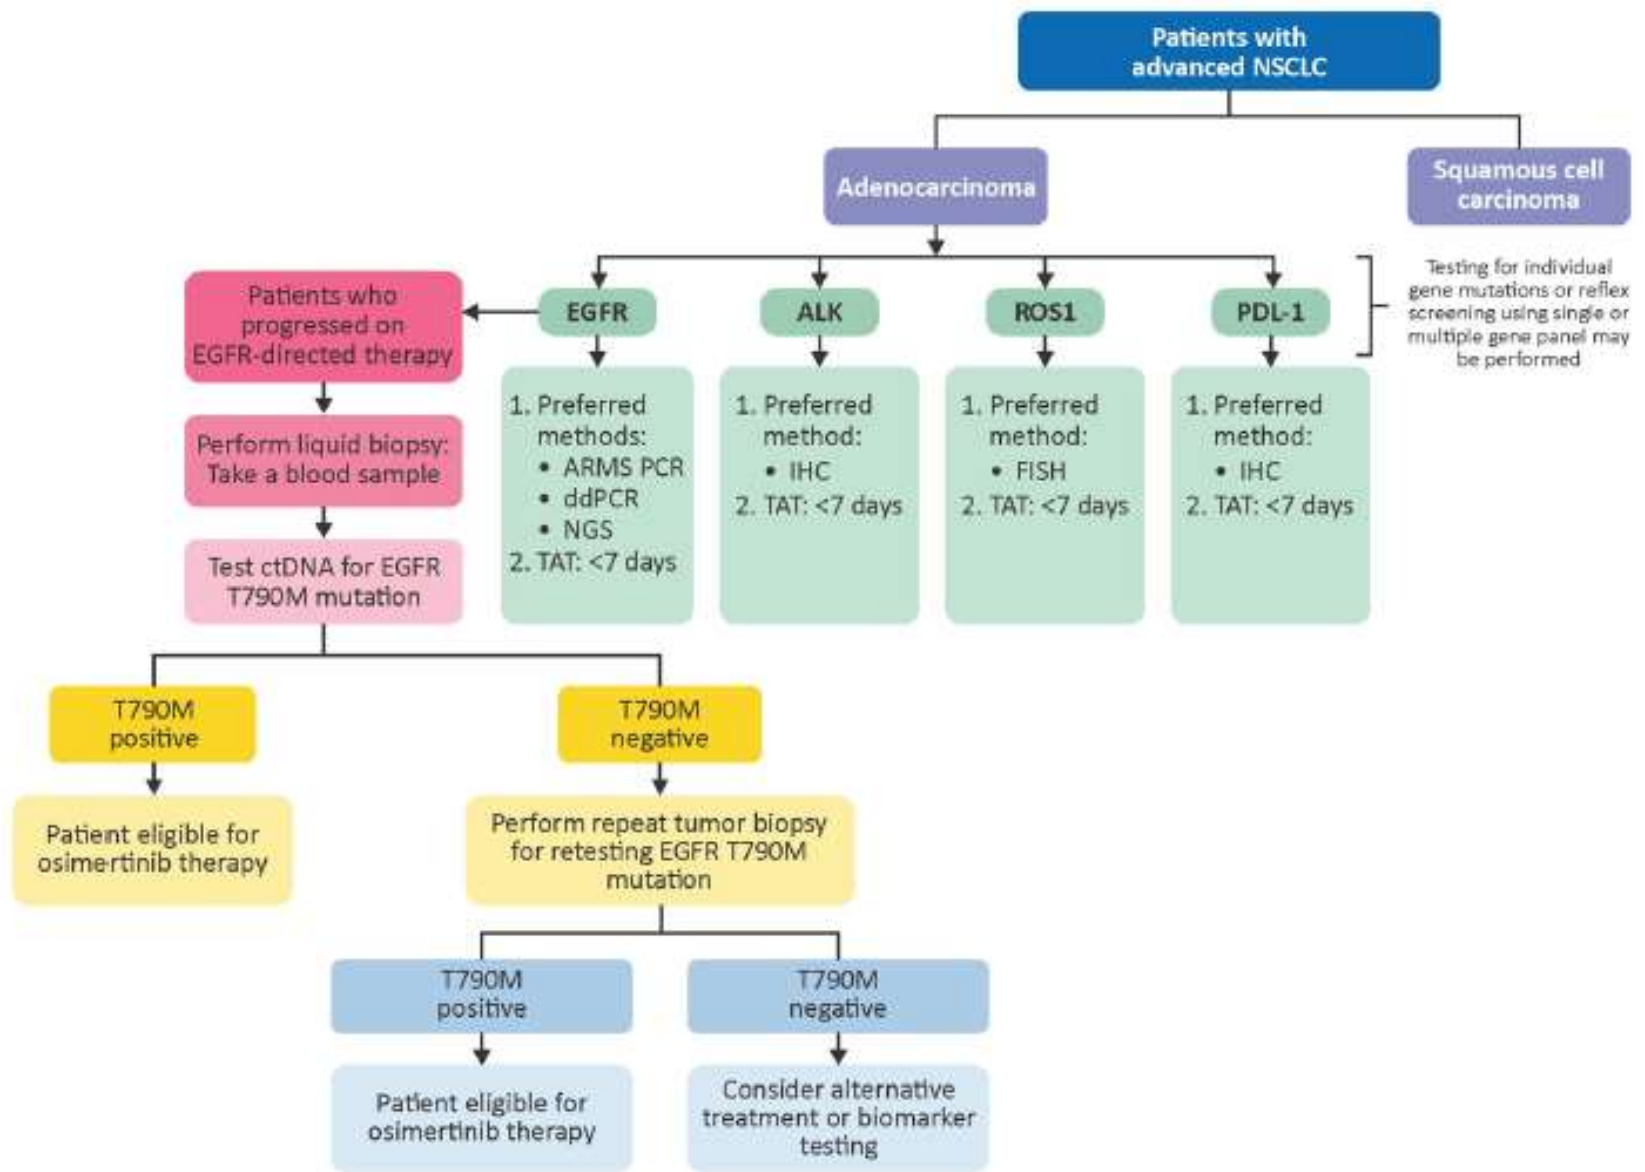 Patients with
advanced NSCLC
Adenocarcinoma
Squamous cell
carcinoma
Testing for individual
gene mutations or reflex
screening using single or
multiple gene panel may
be performed
Patients who
progressed on
EGFR-directed therapy
EGFR
ALK
ROS1
PDL-1
Perform liquid biopsy:
Take a blood sample
Test ctDNA for EGFR
T790M mutation
1. Preferred
methods:
• ARMS PCR
• ddPCR
• NGS
2. TAT: <7 days
1. Preferred
method:
• IHC
2. TAT: <7 days
1. Preferred
method:
• FISH
2. TAT: <7 days
1. Preferred
method:
• IHC
2. TAT: <7 days
T790M
positive
T790M
negative
Patient eligible for
osimertinib therapy
Perform repeat tumor biopsy
for retesting EGFR T790M
mutation
T790M
positive
T790M
negative
Patient eligible for
osimertinib therapy
Consider alternative
treatment or biomarker
testing